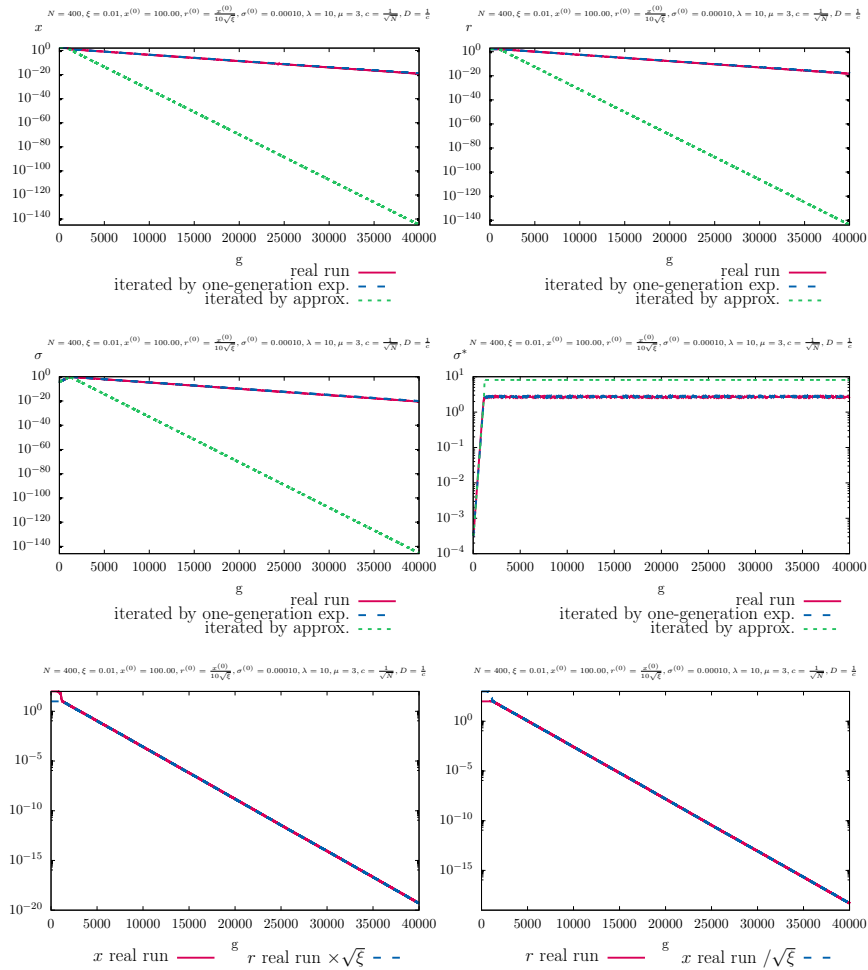 N = 400, ξ = 0.01, x^(0) = 100.00, r^(0) = x^(0)/(10√ξ), σ^(0) = 0.00010, λ = 10, μ = 3, c = 1/√N, D = 1/c
x
10^0
10^−20
10^−40
10^−60
10^−80
10^−100
10^−120
10^−140
0 5000 10000 15000 20000 25000 30000 35000 40000
g
real run
iterated by one-generation exp.
iterated by approx.
N = 400, ξ = 0.01, x^(0) = 100.00, r^(0) = x^(0)/(10√ξ), σ^(0) = 0.00010, λ = 10, μ = 3, c = 1/√N, D = 1/c
r
10^0
10^−20
10^−40
10^−60
10^−80
10^−100
10^−120
10^−140
0 5000 10000 15000 20000 25000 30000 35000 40000
g
real run
iterated by one-generation exp.
iterated by approx.
N = 400, ξ = 0.01, x^(0) = 100.00, r^(0) = x^(0)/(10√ξ), σ^(0) = 0.00010, λ = 10, μ = 3, c = 1/√N, D = 1/c
σ
10^0
10^−20
10^−40
10^−60
10^−80
10^−100
10^−120
10^−140
0 5000 10000 15000 20000 25000 30000 35000 40000
g
real run
iterated by one-generation exp.
iterated by approx.
N = 400, ξ = 0.01, x^(0) = 100.00, r^(0) = x^(0)/(10√ξ), σ^(0) = 0.00010, λ = 10, μ = 3, c = 1/√N, D = 1/c
σ*
10^1
10^0
10^−1
10^−2
10^−3
10^−4
0 5000 10000 15000 20000 25000 30000 35000 40000
g
real run
iterated by one-generation exp.
iterated by approx.
N = 400, ξ = 0.01, x^(0) = 100.00, r^(0) = x^(0)/(10√ξ), σ^(0) = 0.00010, λ = 10, μ = 3, c = 1/√N, D = 1/c
10^0
10^−5
10^−10
10^−15
10^−20
0 5000 10000 15000 20000 25000 30000 35000 40000
g
x real run r real run ×√ξ
N = 400, ξ = 0.01, x^(0) = 100.00, r^(0) = x^(0)/(10√ξ), σ^(0) = 0.00010, λ = 10, μ = 3, c = 1/√N, D = 1/c
10^0
10^−5
10^−10
10^−15
0 5000 10000 15000 20000 25000 30000 35000 40000
g
r real run x real run /√ξ